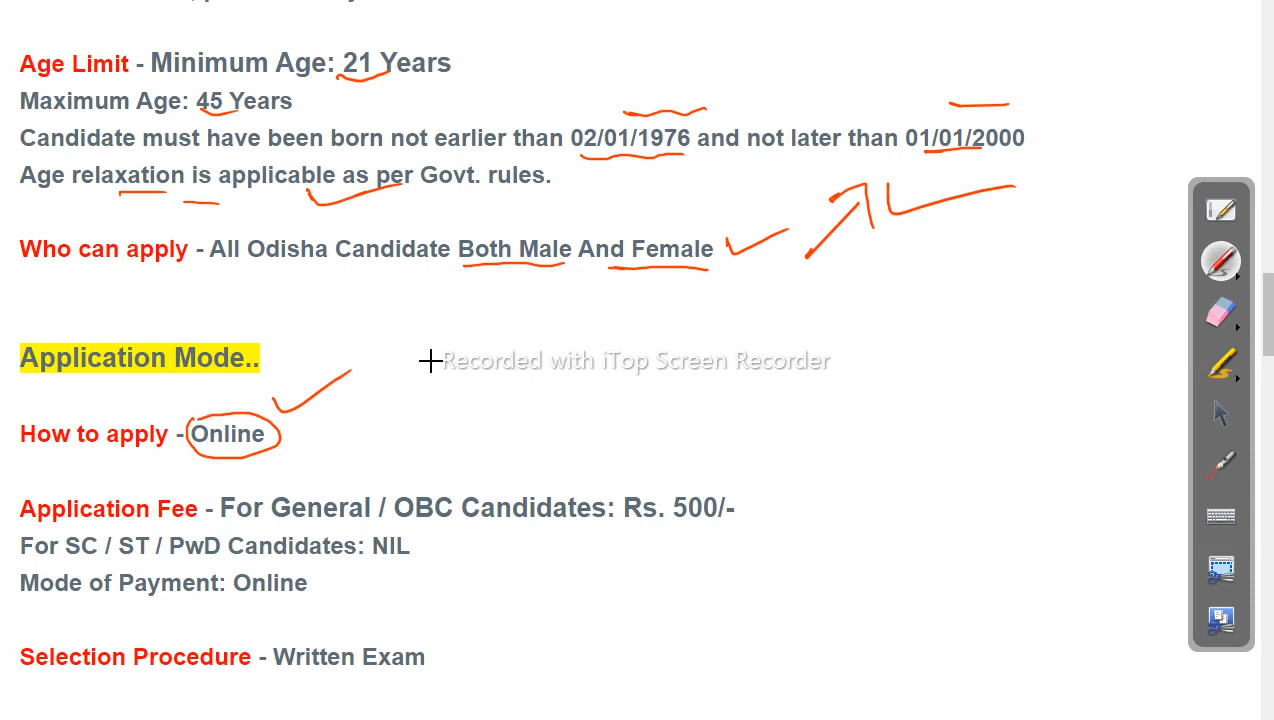 Age Limit - Minimum Age: 21 Years
Maximum Age: 45 Years
Candidate must have been born not earlier than 02/01/1976 and not later than 01/01/2000
Age relaxation is applicable as per Govt. rules.
Who can apply - All Odisha Candidate Both Male And Female
Application Mode..
Recorded with iTop Screen Recorder
How to apply - Online
Application Fee - For General / OBC Candidates: Rs. 500/-
For SC / ST / PwD Candidates: NIL
Mode of Payment: Online
Selection Procedure - Written Exam